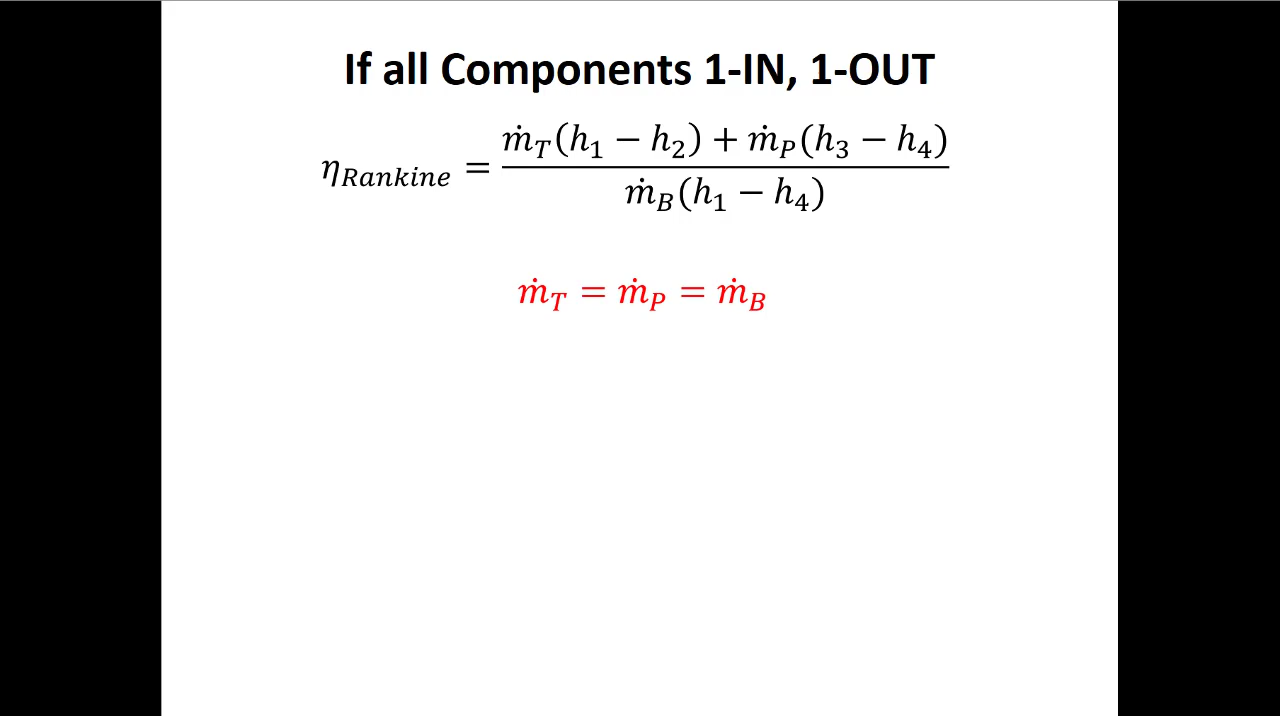 If all Components 1-IN, 1-OUT
η_Rankine = (ṁ_T(h_1 − h_2) + ṁ_P(h_3 − h_4)) / (ṁ_B(h_1 − h_4))
ṁ_T = ṁ_P = ṁ_B